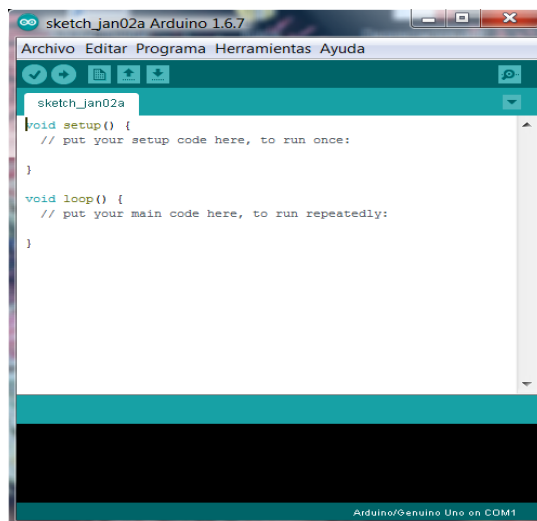 sketch_jan02a Arduino 1.6.7
Archivo Editar Programa Herramientas Ayuda
sketch_jan02a
void setup() {
// put your setup code here, to run once:
}
void loop() {
// put your main code here, to run repeatedly:
}
Arduino/Genuino Uno on COM1